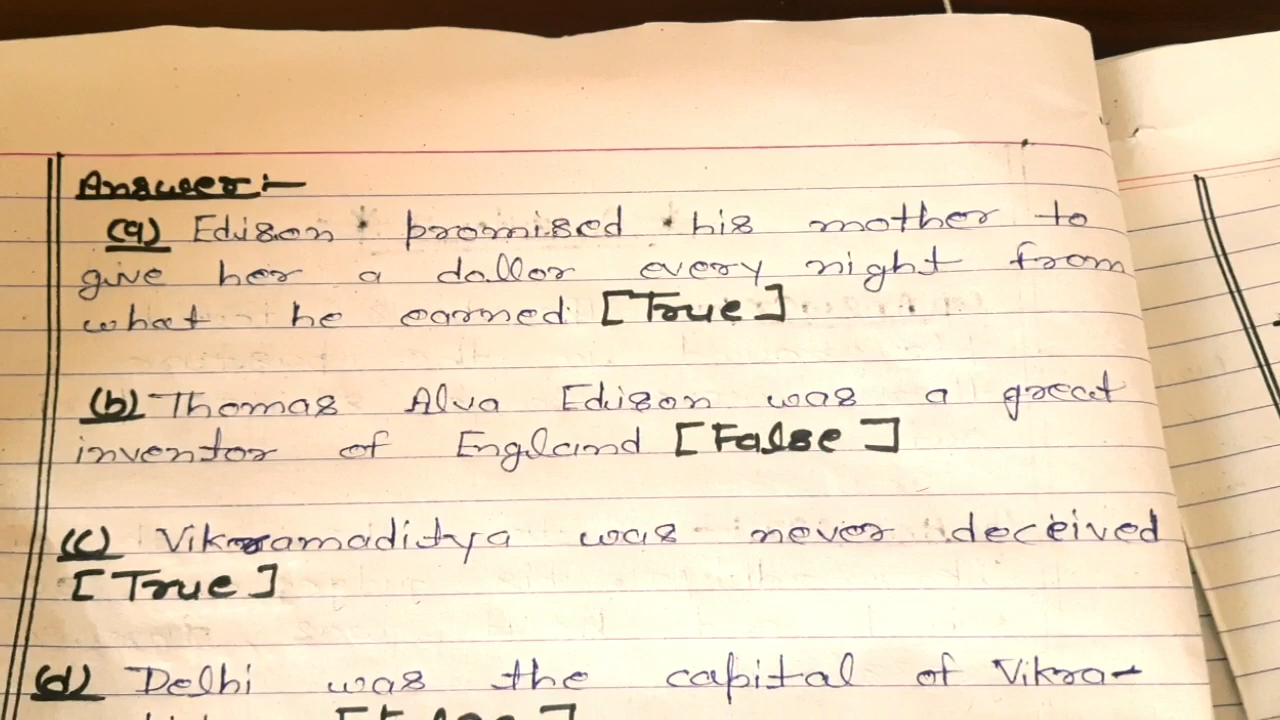 Answer :-
(a) Edison promised his mother to
give her a dollor every night from
what he earned [True]
(b) Thomas Alva Edison was a great
inventor of England [False]
(c) Vikramaditya was never deceived
[True]
(d) Delhi was the capital of Vikra-